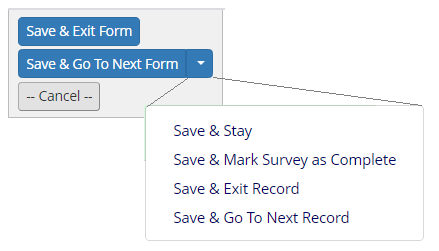 Save & Exit Form
Save & Go To Next Form
-- Cancel --
Save & Stay
Save & Mark Survey as Complete
Save & Exit Record
Save & Go To Next Record